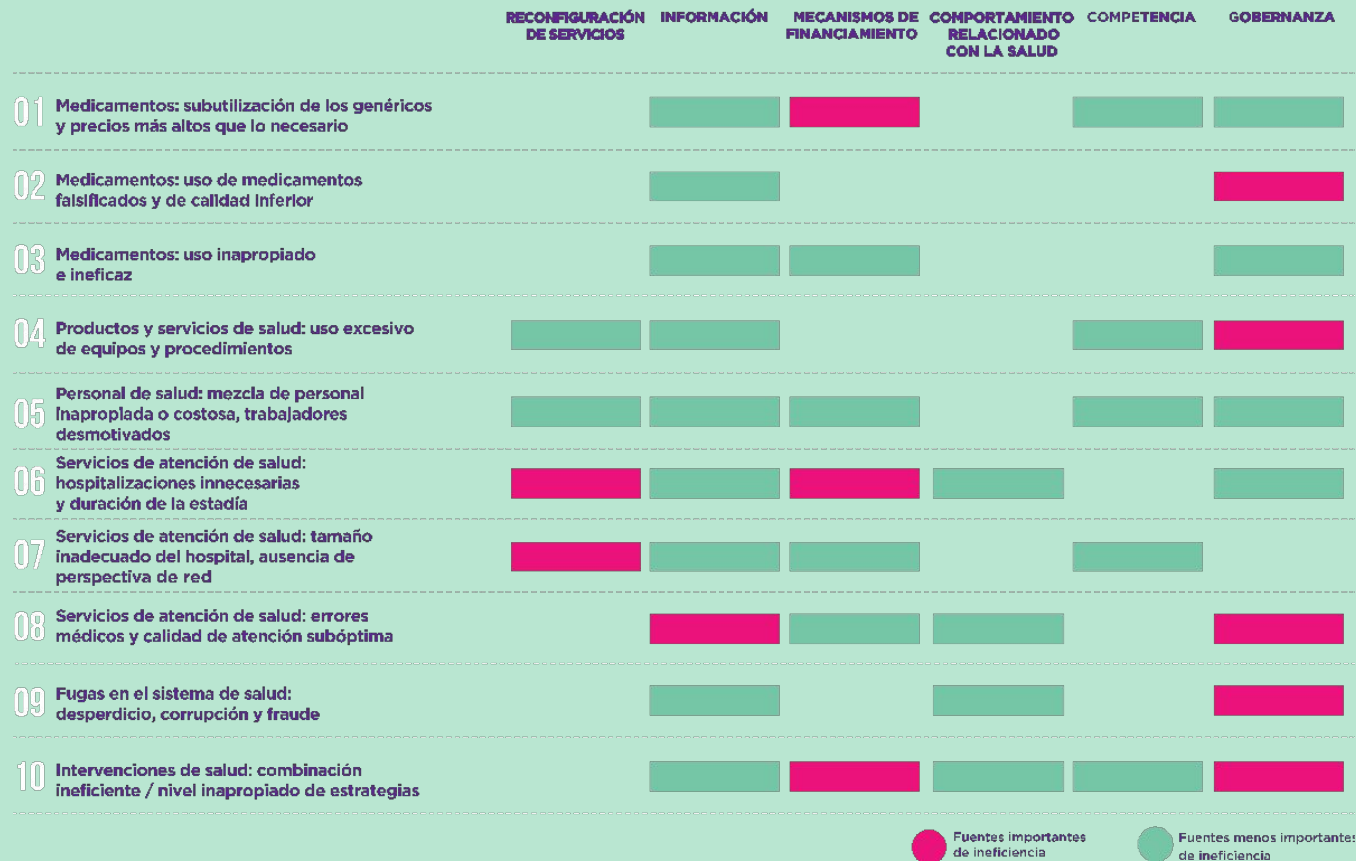 RECONFIGURACIÓN
DE SERVICIOS
INFORMACIÓN
MECANISMOS DE
FINANCIAMIENTO
COMPORTAMIENTO
RELACIONADO
CON LA SALUD
COMPETENCIA
GOBERNANZA
01 Medicamentos: subutilización de los genéricos
y precios más altos que lo necesario
02 Medicamentos: uso de medicamentos
falsificados y de calidad inferior
03 Medicamentos: uso inapropiado
e ineficaz
04 Productos y servicios de salud: uso excesivo
de equipos y procedimientos
05 Personal de salud: mezcla de personal
inapropiada o costosa, trabajadores
desmotivados
06 Servicios de atención de salud:
hospitalizaciones innecesarias
y duración de la estadía
07 Servicios de atención de salud: tamaño
inadecuado del hospital, ausencia de
perspectiva de red
08 Servicios de atención de salud: errores
médicos y calidad de atención subóptima
09 Fugas en el sistema de salud:
desperdicio, corrupción y fraude
10 Intervenciones de salud: combinación
ineficiente / nivel inapropiado de estrategias
Fuentes importantes
de ineficiencia
Fuentes menos importantes
de ineficiencia